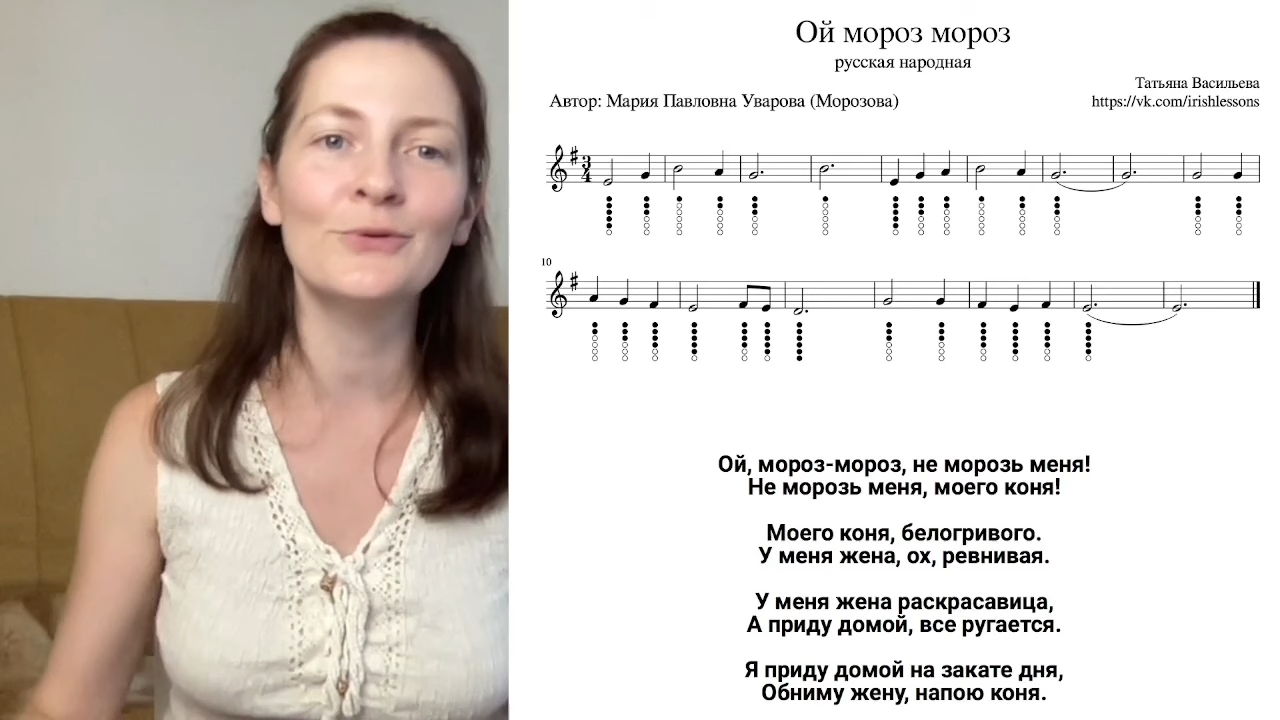 Ой мороз мороз
русская народная
Татьяна Васильева
Автор: Мария Павловна Уварова (Морозова)
https://vk.com/irishlessons
3
4
10
Ой, мороз-мороз, не морозь меня!
Не морозь меня, моего коня!
Моего коня, белогривого.
У меня жена, ох, ревнивая.
У меня жена раскрасавица,
А приду домой, все ругается.
Я приду домой на закате дня,
Обниму жену, напою коня.